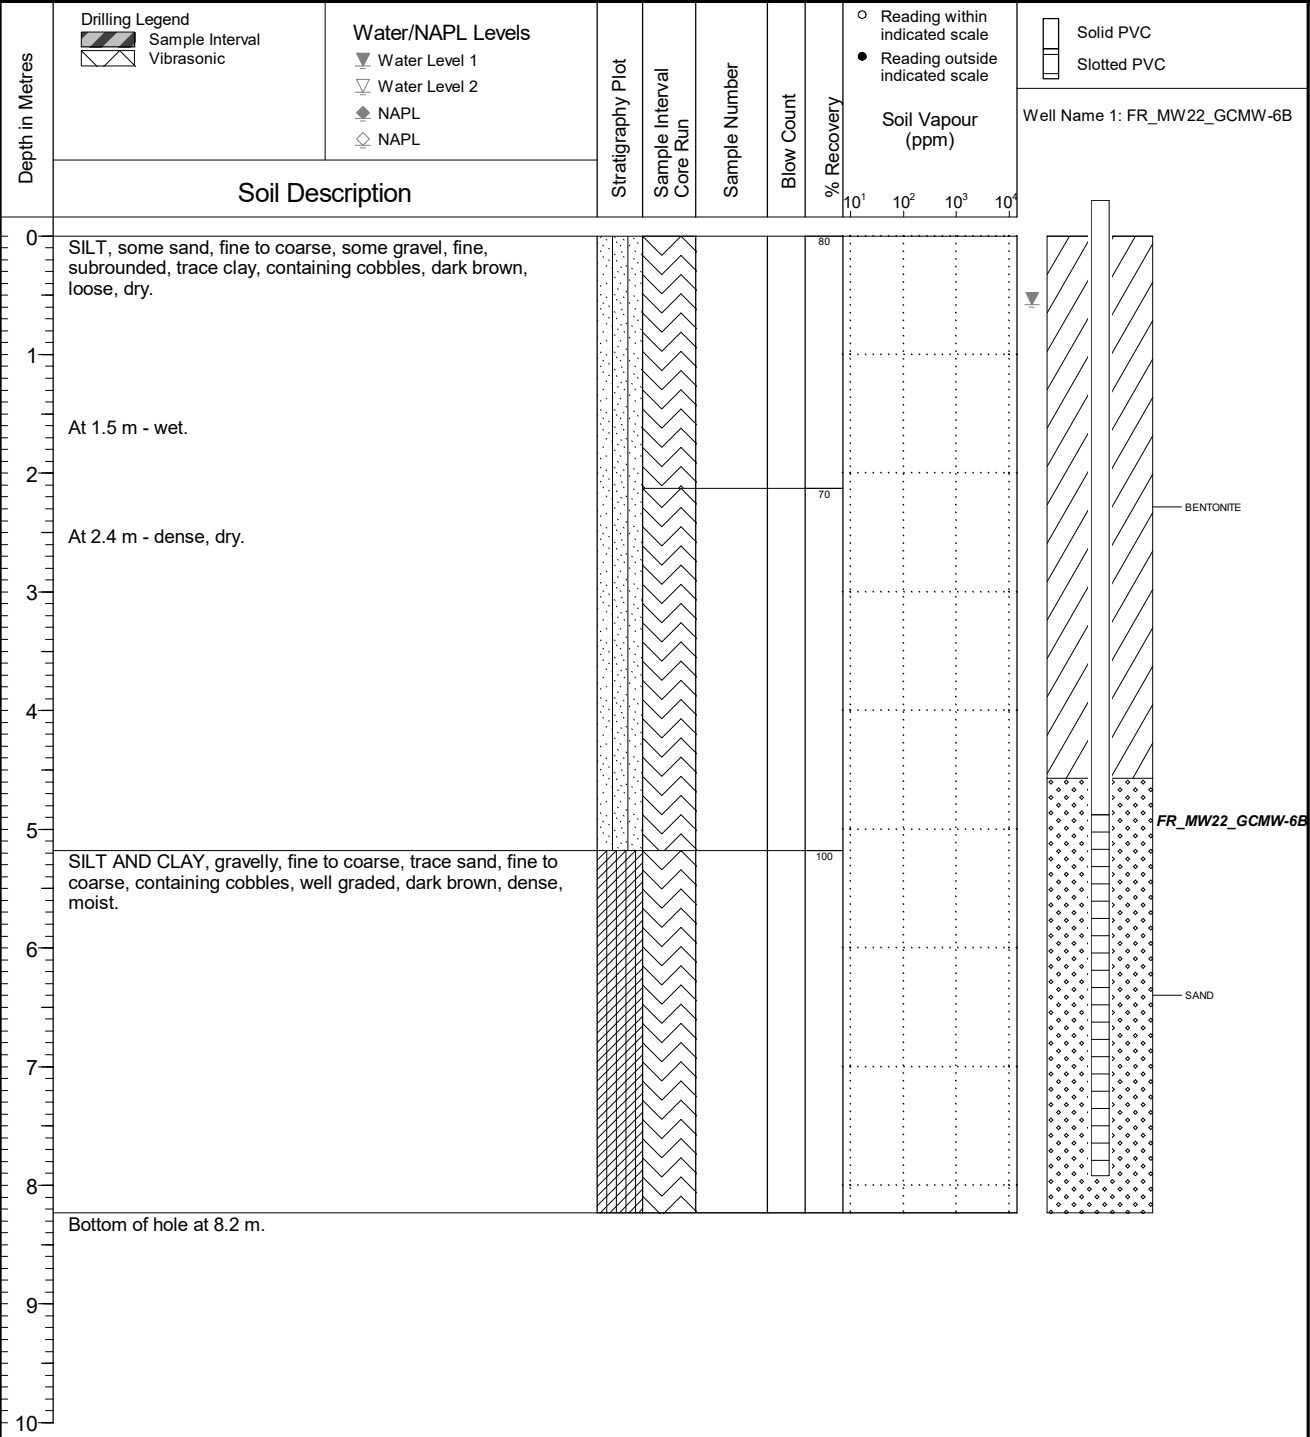 Depth in Metres
Drilling Legend
Sample Interval
Vibrasonic
Water/NAPL Levels
Water Level 1
Water Level 2
NAPL
NAPL
Soil Description
Stratigraphy Plot
Sample Interval
Core Run
Sample Number
Blow Count
% Recovery
Reading within
indicated scale
Reading outside
indicated scale
Soil Vapour
(ppm)
10¹ 10² 10³ 10⁴
Solid PVC
Slotted PVC
Well Name 1: FR_MW22_GCMW-6B
0
SILT, some sand, fine to coarse, some gravel, fine,
subrounded, trace clay, containing cobbles, dark brown,
loose, dry.
80
1
At 1.5 m - wet.
2
70
BENTONITE
At 2.4 m - dense, dry.
3
4
5
FR_MW22_GCMW-6B
SILT AND CLAY, gravelly, fine to coarse, trace sand, fine to
coarse, containing cobbles, well graded, dark brown, dense,
moist.
100
6
SAND
7
8
Bottom of hole at 8.2 m.
9
10